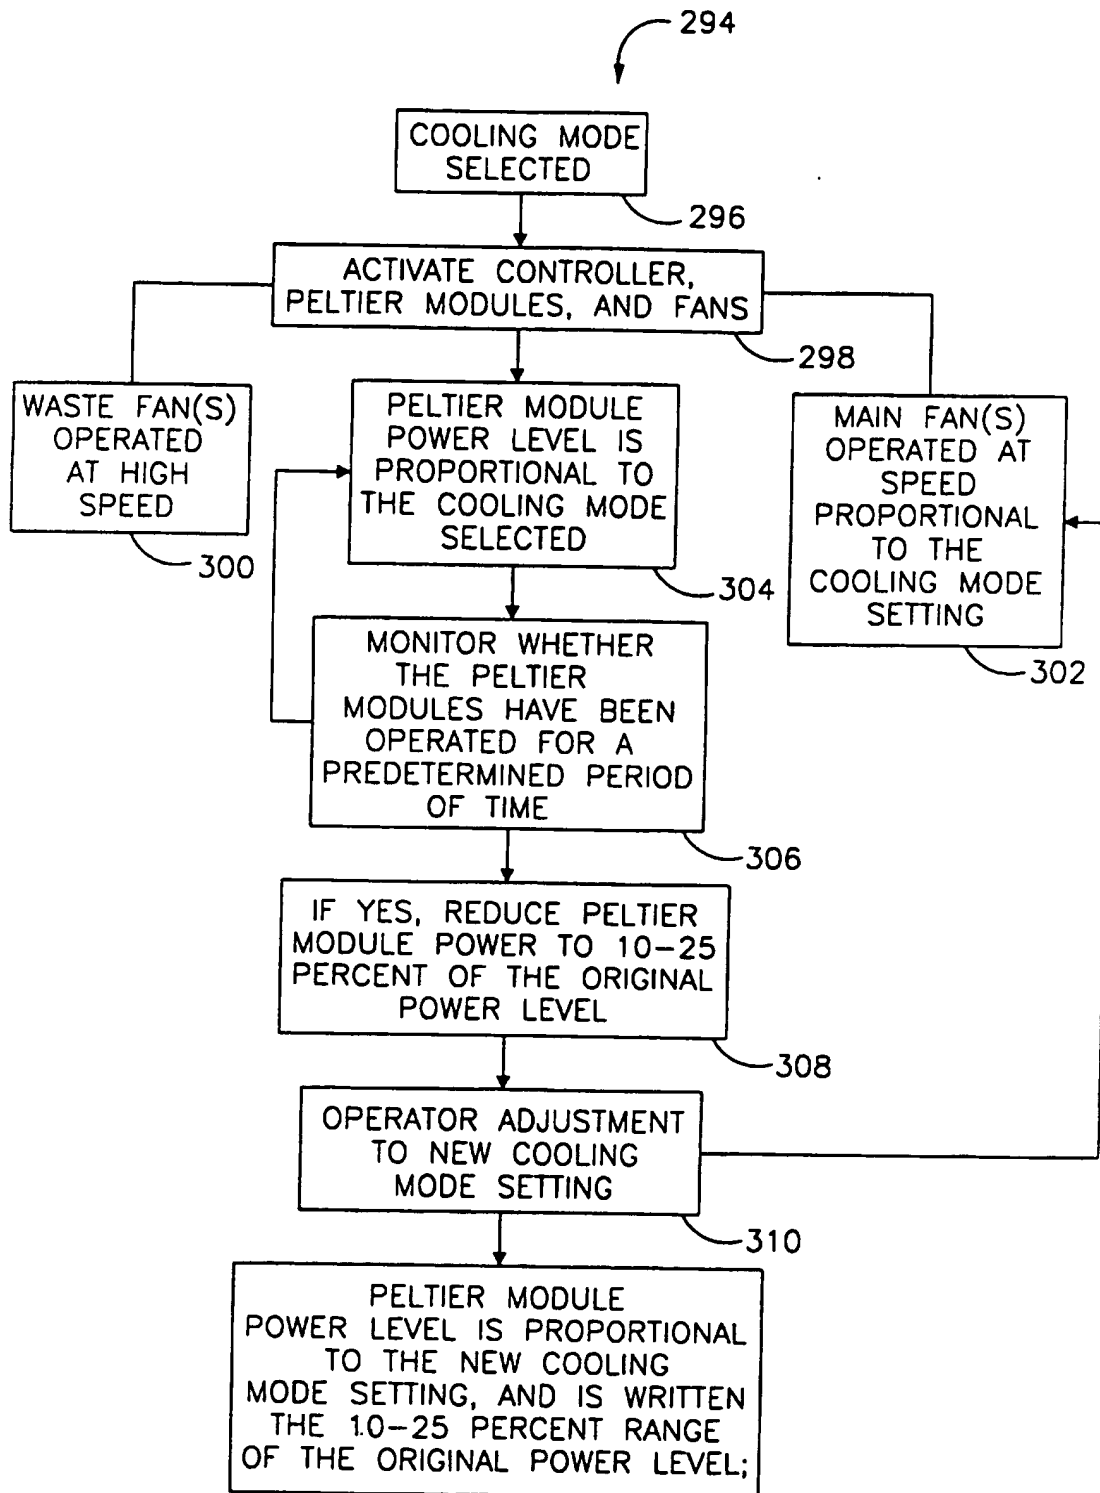 294
COOLING MODE
SELECTED
296
ACTIVATE CONTROLLER,
PELTIER MODULES, AND FANS
298
WASTE FAN(S)
OPERATED
AT HIGH
SPEED
300
PELTIER MODULE
POWER LEVEL IS
PROPORTIONAL TO
THE COOLING MODE
SELECTED
304
MAIN FAN(S)
OPERATED AT
SPEED
PROPORTIONAL
TO THE
COOLING MODE
SETTING
302
MONITOR WHETHER
THE PELTIER
MODULES HAVE BEEN
OPERATED FOR A
PREDETERMINED PERIOD
OF TIME
306
IF YES, REDUCE PELTIER
MODULE POWER TO 10-25
PERCENT OF THE ORIGINAL
POWER LEVEL
308
OPERATOR ADJUSTMENT
TO NEW COOLING
MODE SETTING
310
PELTIER MODULE
POWER LEVEL IS PROPORTIONAL
TO THE NEW COOLING
MODE SETTING, AND IS WRITTEN
THE 10-25 PERCENT RANGE
OF THE ORIGINAL POWER LEVEL;